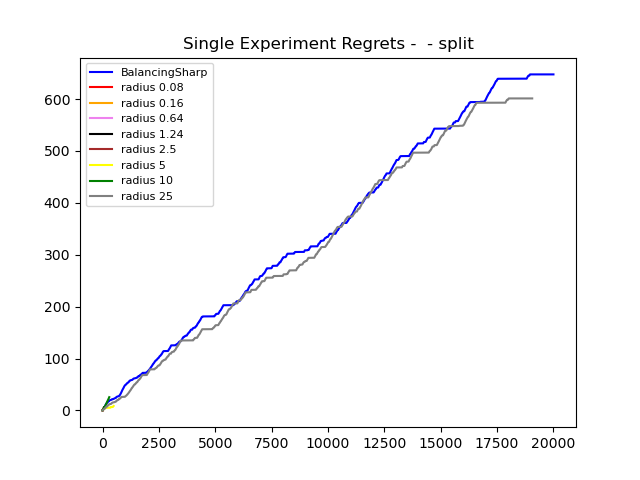 Single Experiment Regrets -  - split
BalancingSharp
radius 0.08
radius 0.16
radius 0.64
radius 1.24
radius 2.5
radius 5
radius 10
radius 25
600
500
400
300
200
100
0
0 2500 5000 7500 10000 12500 15000 17500 20000